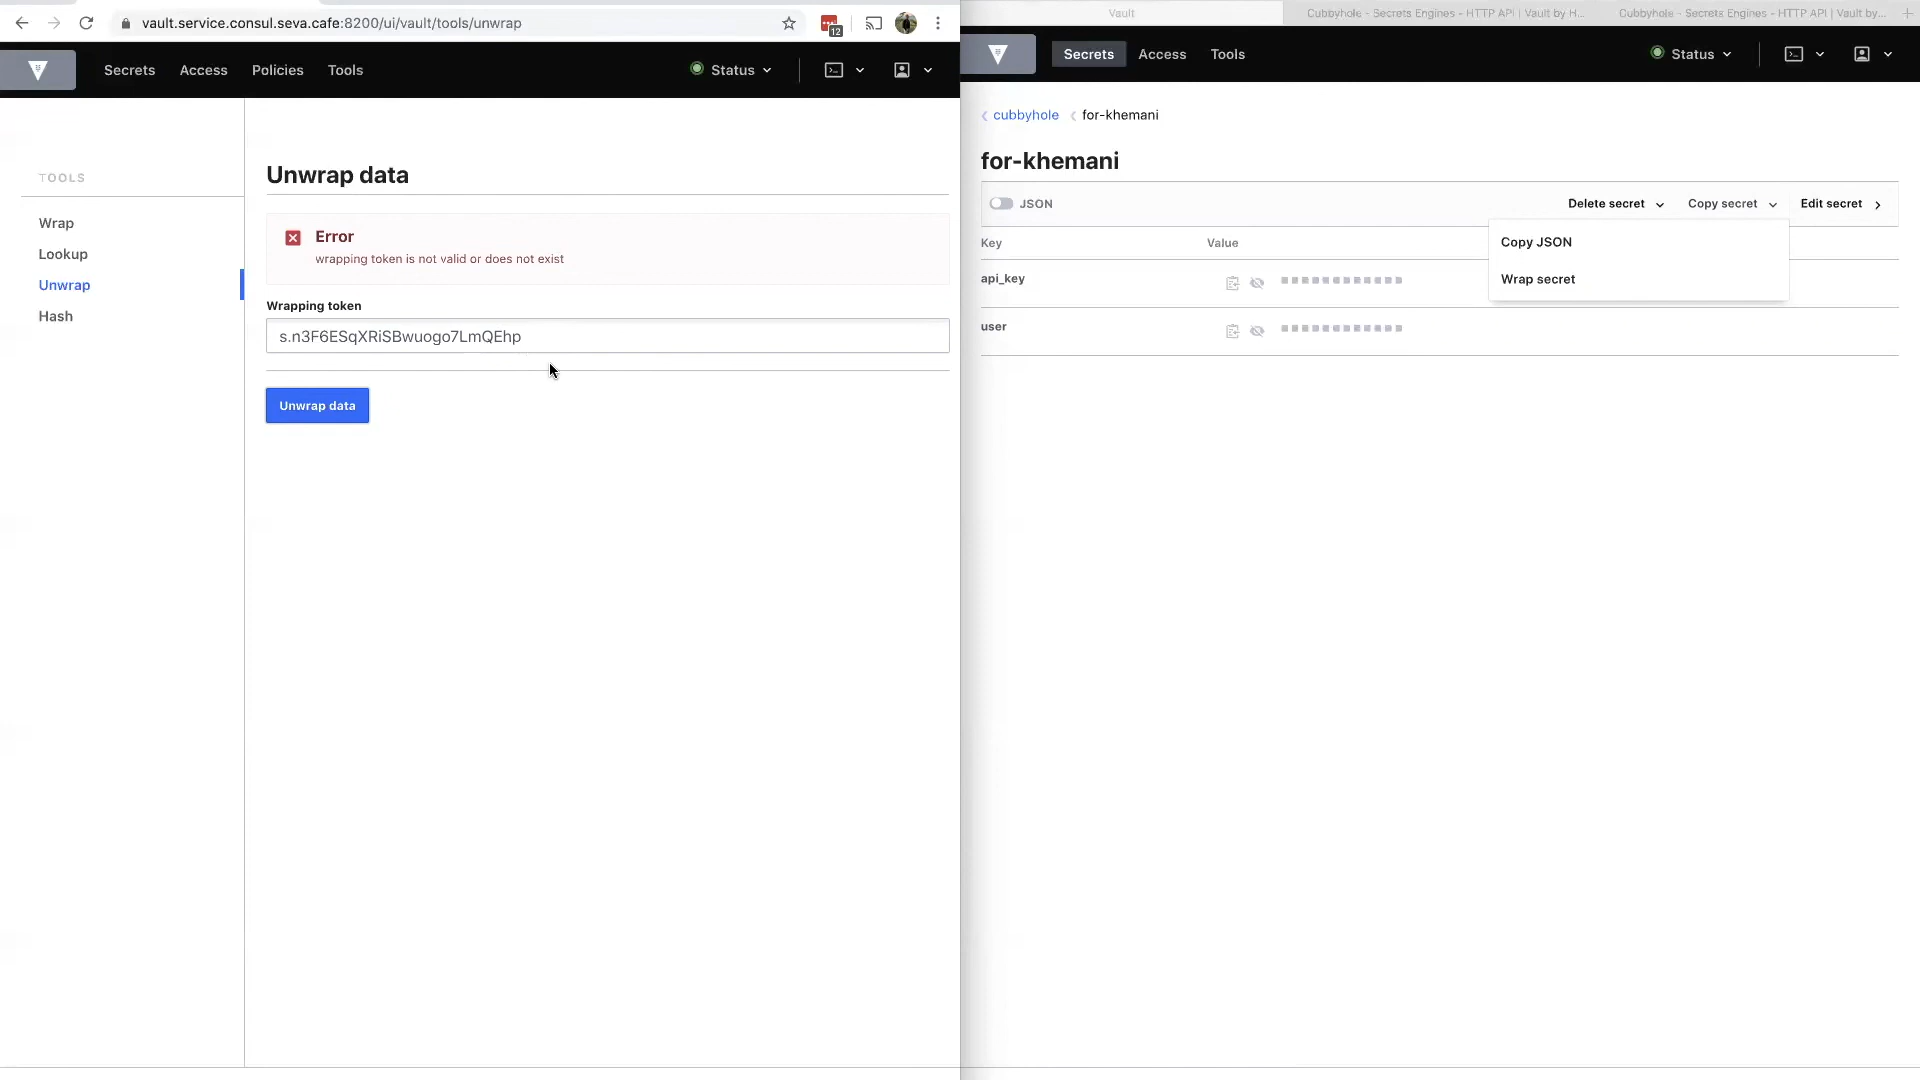 vault.service.consul.seva.cafe:8200/ui/vault/tools/unwrap
12
Secrets
Access
Policies
Tools
Status
TOOLS
Wrap
Lookup
Unwrap
Hash
Unwrap data
Error
wrapping token is not valid or does not exist
Wrapping token
s.n3F6ESqXRiSBwuogo7LmQEhp
Unwrap data
Vault
Cubbyhole - Secrets Engines - HTTP API | Vault by H...
Cubbyhole - Secrets Engines - HTTP API | Vault by...
Secrets
Access
Tools
Status
cubbyhole
for-khemani
for-khemani
JSON
Delete secret
Copy secret
Edit secret
Copy JSON
Wrap secret
Key
Value
api_key
user